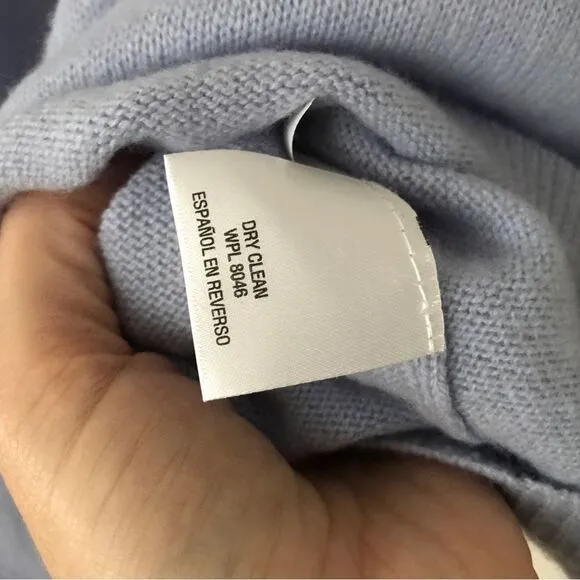 DRY CLEAN
WPL 8046
ESPAÑOL EN REVERSO